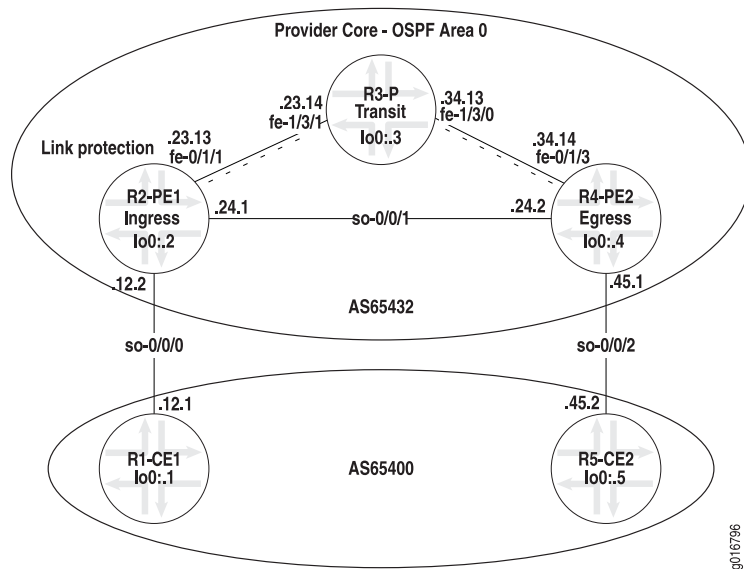 Provider Core - OSPF Area 0
R3-P
Transit
lo0:.3
.23.14
fe-1/3/1
.34.13
fe-1/3/0
.23.13
fe-0/1/1
.34.14
fe-0/1/3
Link protection
R2-PE1
Ingress
lo0:.2
.24.1
so-0/0/1
.24.2
R4-PE2
Egress
lo0:.4
.12.2
.45.1
AS65432
so-0/0/0
so-0/0/2
.12.1
.45.2
R1-CE1
lo0:.1
AS65400
R5-CE2
lo0:.5
g016796